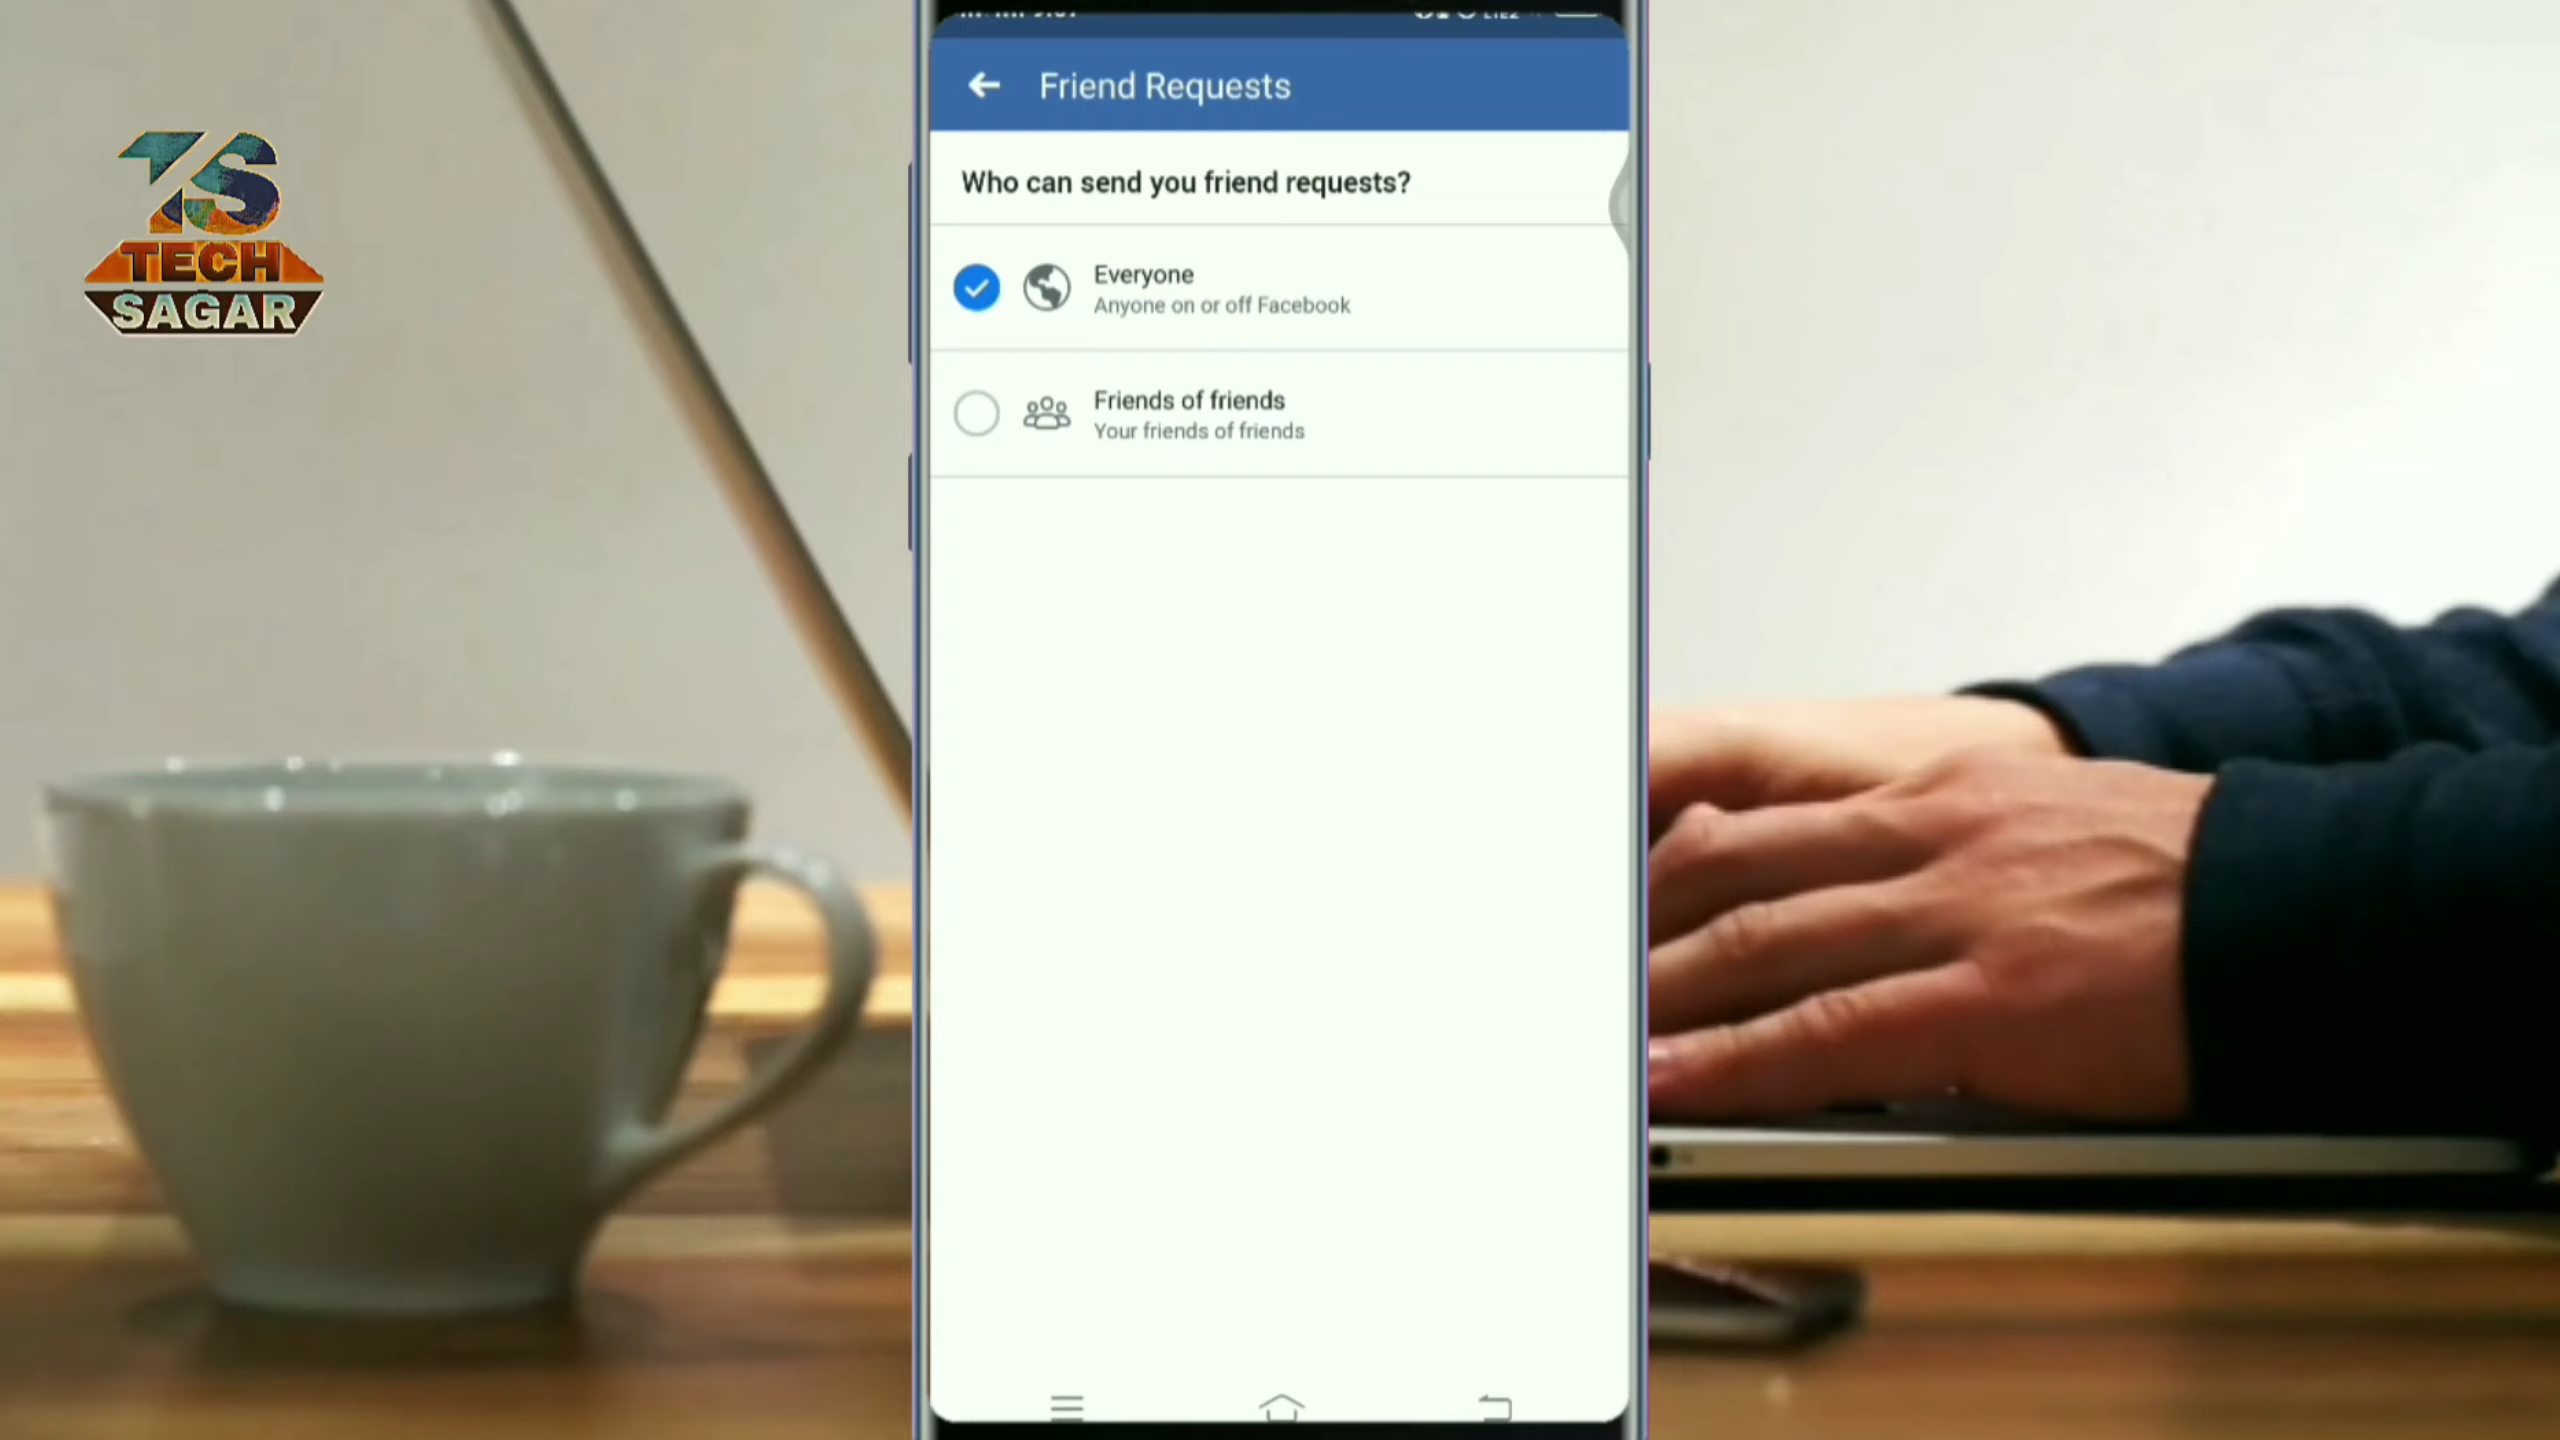 TS
TECH
SAGAR
Friend Requests
Who can send you friend requests?
Everyone
Anyone on or off Facebook
Friends of friends
Your friends of friends